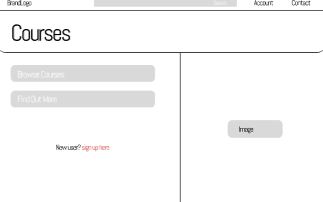 BrandLogo
Search
Account
Contact
Courses
Browse Courses
Find Out More
New user? sign up here
Image